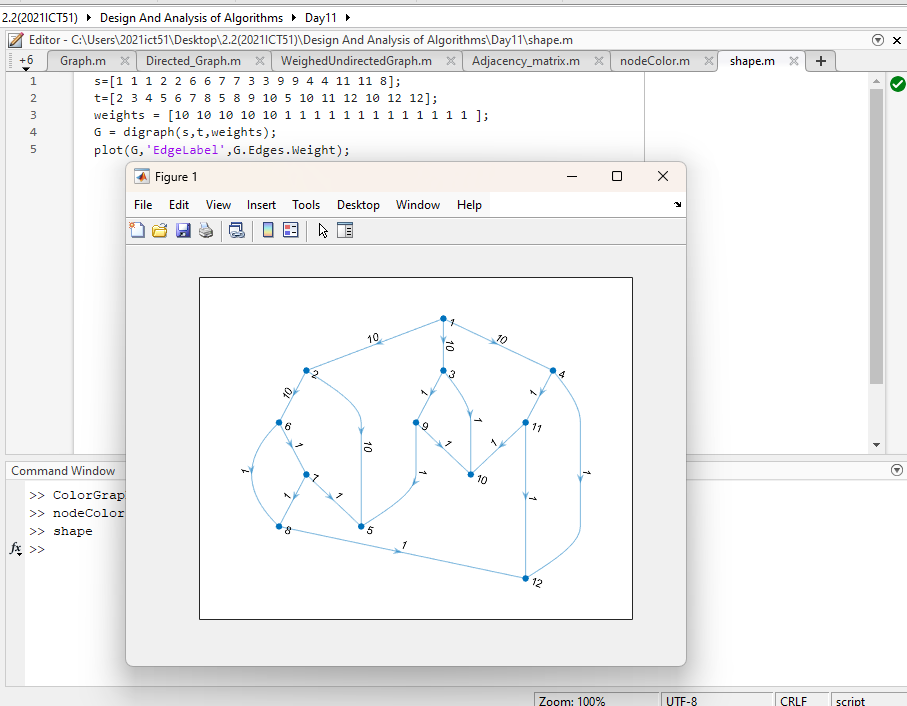 2.2(2021ICT51) ▸ Design And Analysis of Algorithms ▸ Day11 ▸
Editor - C:\Users\2021ict51\Desktop\2.2(2021ICT51)\Design And Analysis of Algorithms\Day11\shape.m
+6 Graph.m Directed_Graph.m WeighedUndirectedGraph.m Adjacency_matrix.m nodeColor.m shape.m +
1 s=[1 1 1 2 2 6 6 7 7 3 3 9 9 4 4 11 11 8];
2 t=[2 3 4 5 6 7 8 5 8 9 10 5 10 11 12 10 12 12];
3 weights = [10 10 10 10 10 1 1 1 1 1 1 1 1 1 1 1 1 1 ];
4 G = digraph(s,t,weights);
5 plot(G,'EdgeLabel',G.Edges.Weight);
Figure 1
File Edit View Insert Tools Desktop Window Help
1
10 10 10
2 3 4
10 1 1
6 9 11
1 1 10 1 1 1
7 10
1 1 1 1 1 1
8 5
1
12
Command Window
>> ColorGrap
>> nodeColor
>> shape
fx >>
Zoom: 100% UTF-8 CRLF script